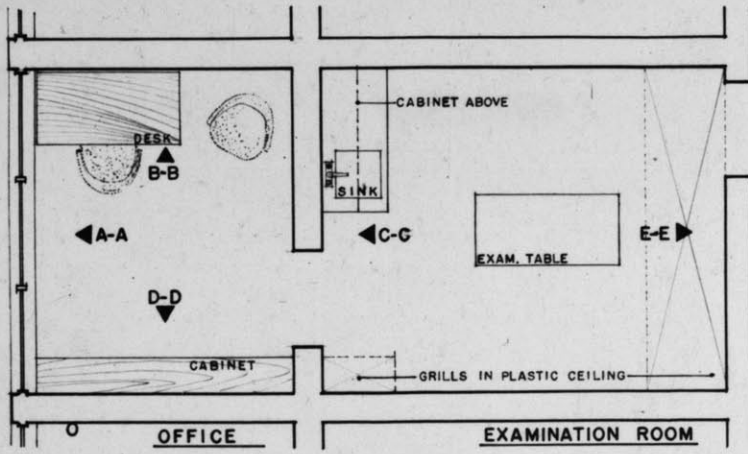 CABINET ABOVE
DESK
B-B
SINK
A-A
C-C
E-E
EXAM. TABLE
D-D
CABINET
GRILLS IN PLASTIC CEILING
OFFICE
EXAMINATION ROOM